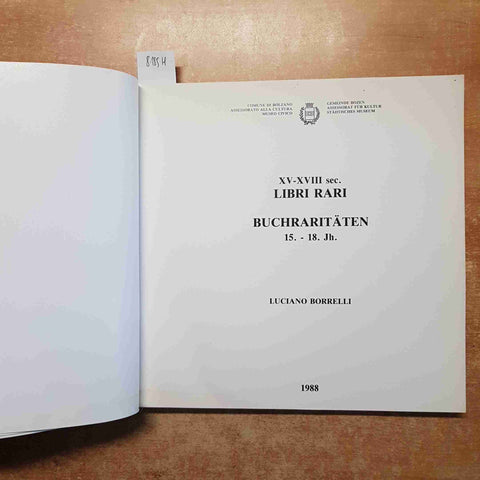 COMUNE DI BOLZANO
ASSESSORATO ALLA CULTURA
MUSEO CIVICO
GEMEINDE BOZEN
ASSESSORAT FÜR KULTUR
STÄDTISCHES MUSEUM
XV-XVIII sec.
LIBRI RARI
BUCHRARITÄTEN
15. - 18. Jh.
LUCIANO BORRELLI
1988